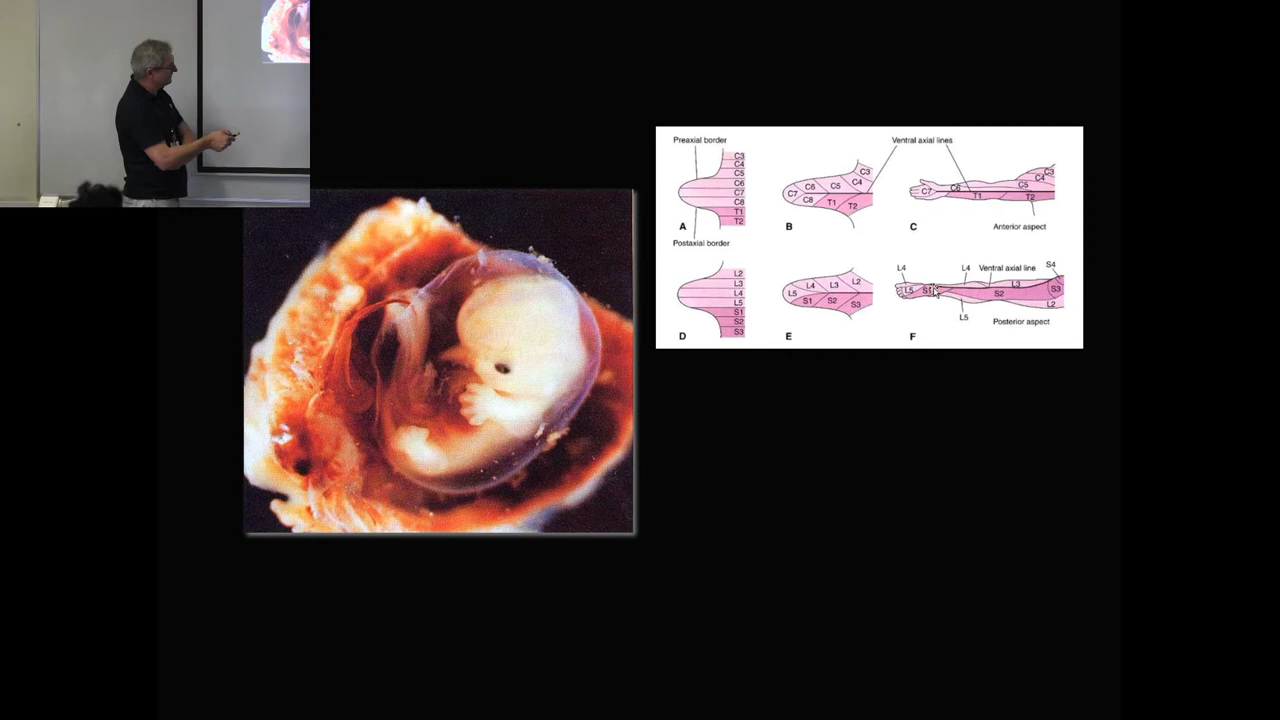 Preaxial border
C3
C4
C5
C6
C7
C8
T1
T2
A
Postaxial border
Ventral axial lines
C3
C4
C5
C6
C7
C8
T1
T2
B
C3
C4
C5
C6
C7
T1
T2
C
Anterior aspect
L2
L3
L4
L5
S1
S2
S3
D
L2
L3
L4
L5
S1
S2
S3
E
L4
L4
Ventral axial line
S4
L5
S1
L3
S3
S2
L2
L5
Posterior aspect
F